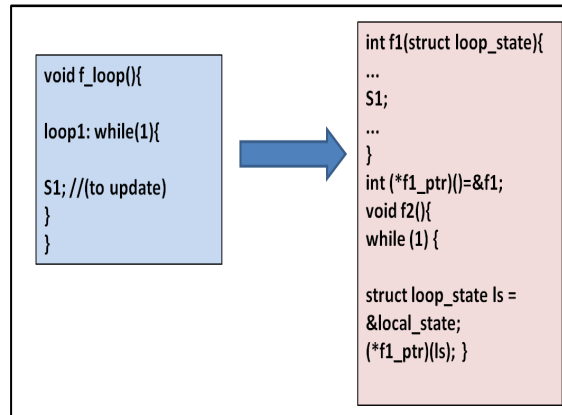 void f_loop(){
loop1: while(1){
S1; //(to update)
}
}
int f1(struct loop_state){
...
S1;
...
}
int (*f1_ptr)()=&f1;
void f2(){
while (1) {
struct loop_state ls =
&local_state;
(*f1_ptr)(ls); }